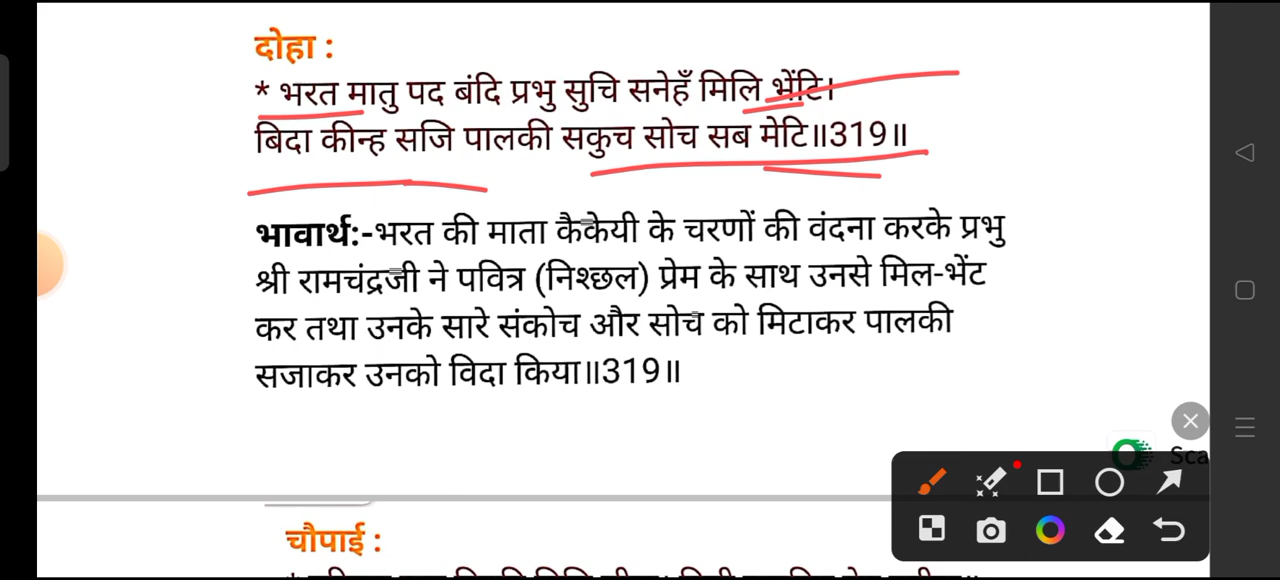 दोहा :
* भरत मातु पद बंदि प्रभु सुचि सनेहँ मिलि भेंटि।
बिदा कीन्ह सजि पालकी सकुच सोच सब मेटि॥319॥
भावार्थ:-भरत की माता कैकेयी के चरणों की वंदना करके प्रभु
श्री रामचंद्रजी ने पवित्र (निश्छल) प्रेम के साथ उनसे मिल-भेंट
कर तथा उनके सारे संकोच और सोच को मिटाकर पालकी
सजाकर उनको विदा किया॥319॥
Sca
चौपाई :